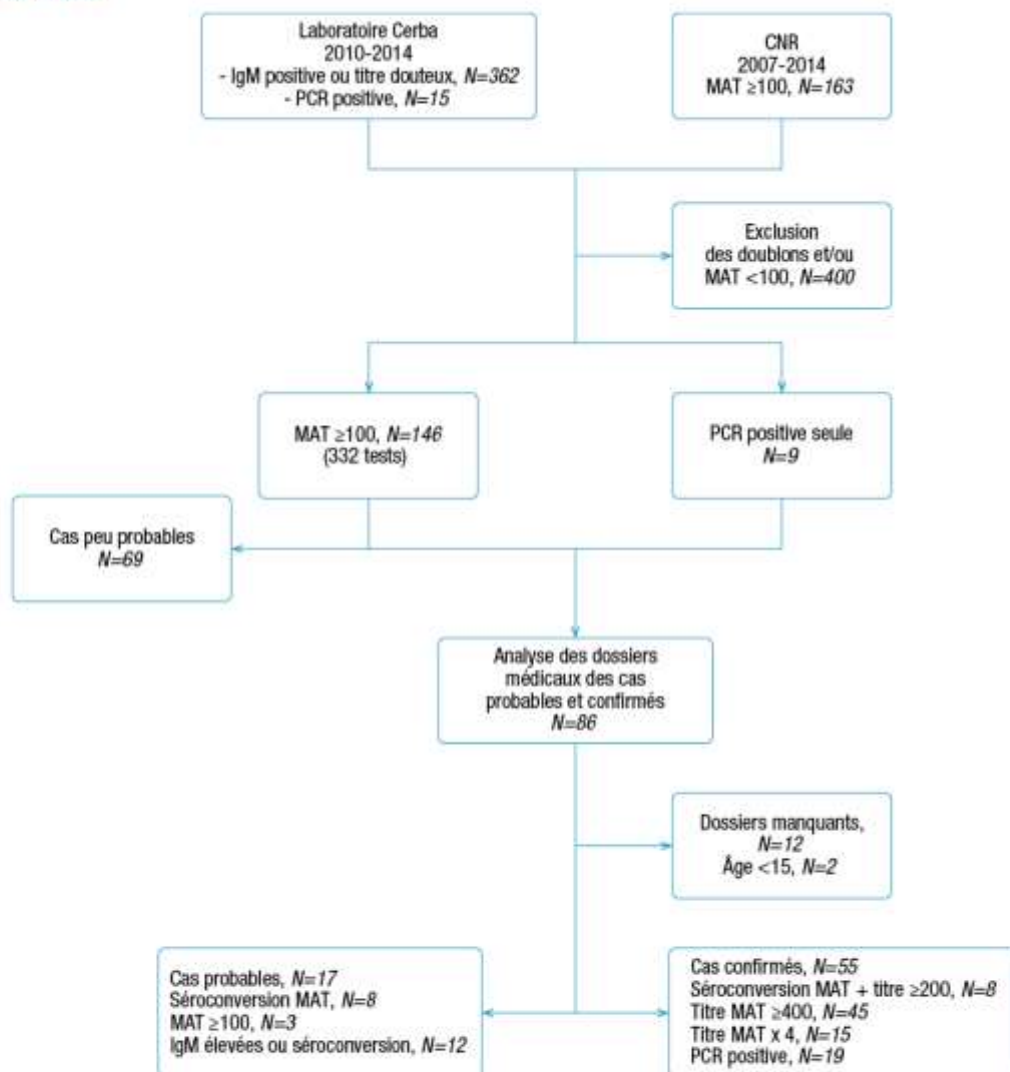 Laboratoire Cerba
2010-2014
- IgM positive ou titre douteux, N=362
- PCR positive, N=15
CNR
2007-2014
MAT ≥100, N=163
Exclusion
des doublons et/ou
MAT <100, N=400
MAT ≥100, N=146
(332 tests)
PCR positive seule
N=9
Cas peu probables
N=69
Analyse des dossiers
médicaux des cas
probables et confirmés
N=86
Dossiers manquants,
N=12
Âge <15, N=2
Cas probables, N=17
Séroconversion MAT, N=8
MAT ≥100, N=3
IgM élevées ou séroconversion, N=12
Cas confirmés, N=55
Séroconversion MAT + titre ≥200, N=8
Titre MAT ≥400, N=45
Titre MAT x 4, N=15
PCR positive, N=19